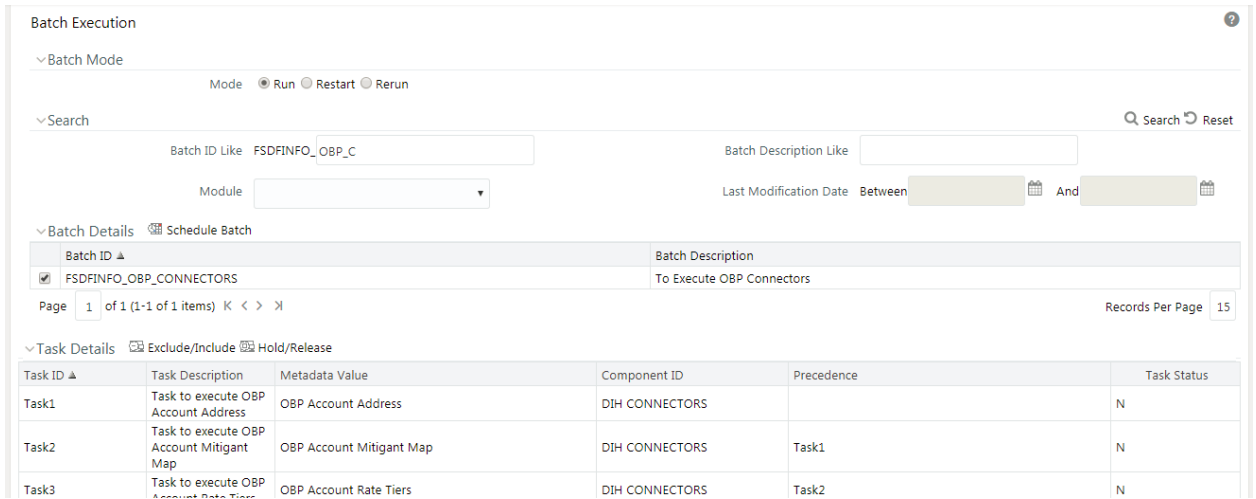 Batch Execution
?
Batch Mode
Mode Run Restart Rerun
Search Search Reset
Batch ID Like FSDFINFO_ OBP_C Batch Description Like
Module Last Modification Date Between And
Batch Details Schedule Batch
Batch ID Batch Description
FSDFINFO_OBP_CONNECTORS To Execute OBP Connectors
Page 1 of 1 (1-1 of 1 items) Records Per Page 15
Task Details Exclude/Include Hold/Release
Task ID Task Description Metadata Value Component ID Precedence Task Status
Task1 Task to execute OBP Account Address OBP Account Address DIH CONNECTORS N
Task2 Task to execute OBP Account Mitigant Map OBP Account Mitigant Map DIH CONNECTORS Task1 N
Task3 Task to execute OBP Account Rate Tiers OBP Account Rate Tiers DIH CONNECTORS Task2 N